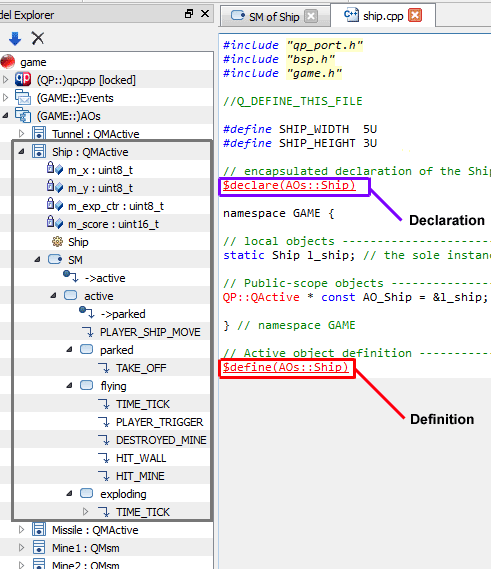 del Explorer
game
(QP::)qpcpp [locked]
(GAME::)Events
(GAME::)AOs
Tunnel : QMActive
Ship : QMActive
m_x : uint8_t
m_y : uint8_t
m_exp_ctr : uint8_t
m_score : uint16_t
Ship
SM
->active
active
->parked
PLAYER_SHIP_MOVE
parked
TAKE_OFF
flying
TIME_TICK
PLAYER_TRIGGER
DESTROYED_MINE
HIT_WALL
HIT_MINE
exploding
TIME_TICK
Missile : QMActive
Mine1 : QMsm
Mine2 : QMsm
SM of Ship
ship.cpp
#include "qp_port.h"
#include "bsp.h"
#include "game.h"
//Q_DEFINE_THIS_FILE
#define SHIP_WIDTH 5U
#define SHIP_HEIGHT 3U
// encapsulated declaration of the Ship
$declare(AOs::Ship)
Declaration
namespace GAME {
// local objects -------------------
static Ship l_ship; // the sole instanc
// Public-scope objects ------------
QP::QActive * const AO_Ship = &l_ship;
} // namespace GAME
// Active object definition ----------
$define(AOs::Ship)
Definition